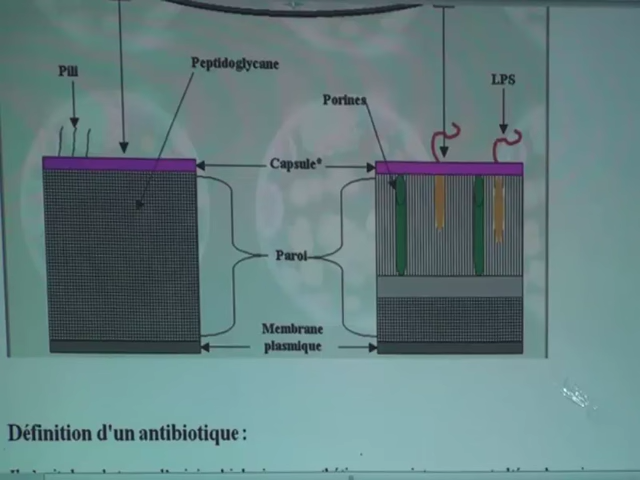 Pili
Peptidoglycane
LPS
Porines
Capsule*
Paroi
Membrane
plasmique
Définition d'un antibiotique :